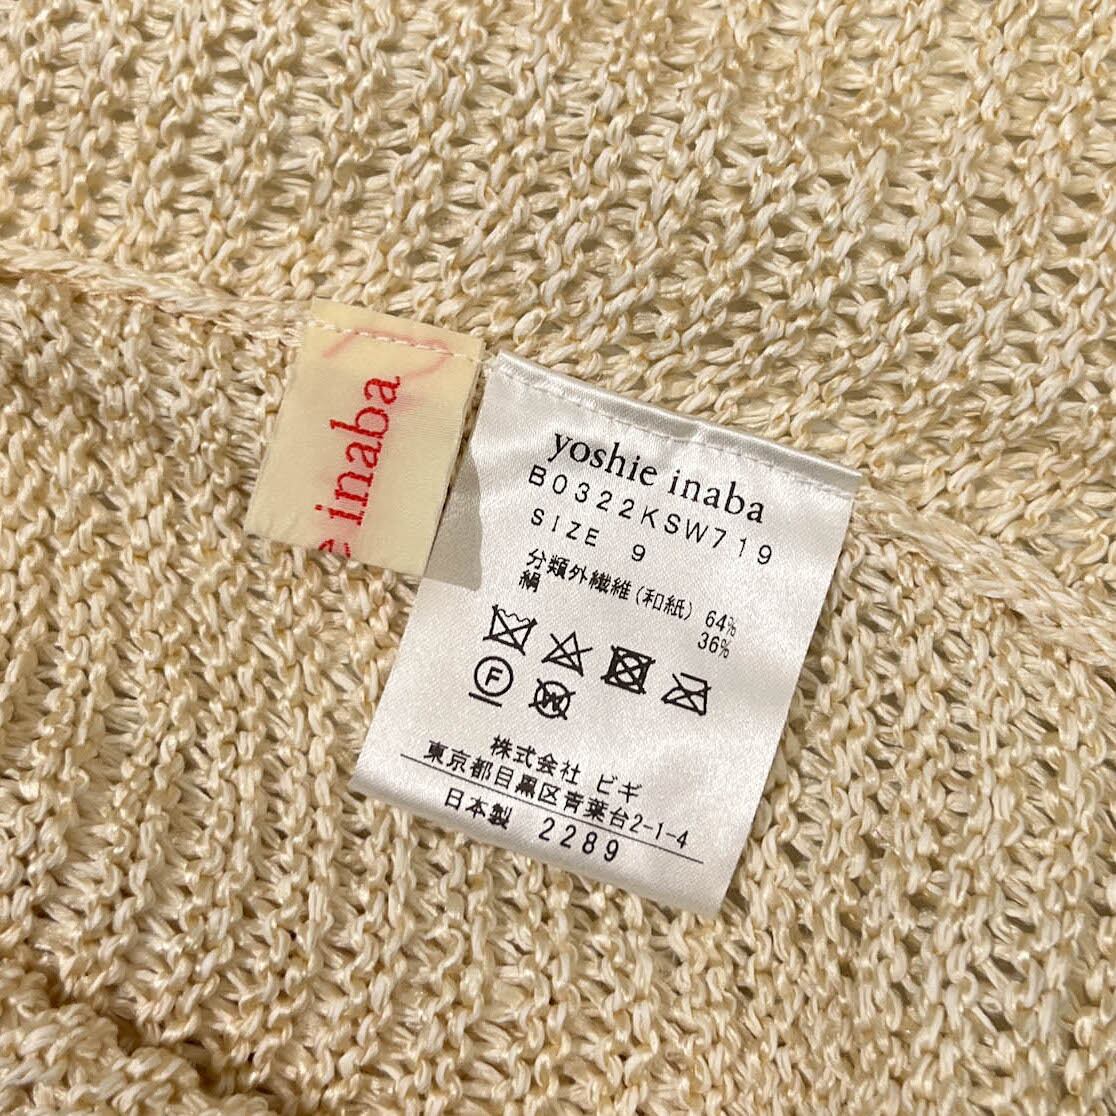 e inaba
yoshie inaba
B0322KSW719
SIZE 9
分類外繊維(和紙) 64%
絹 36%
F
W
株式会社 ビギ
東京都目黒区青葉台2-1-4
日本製 2289